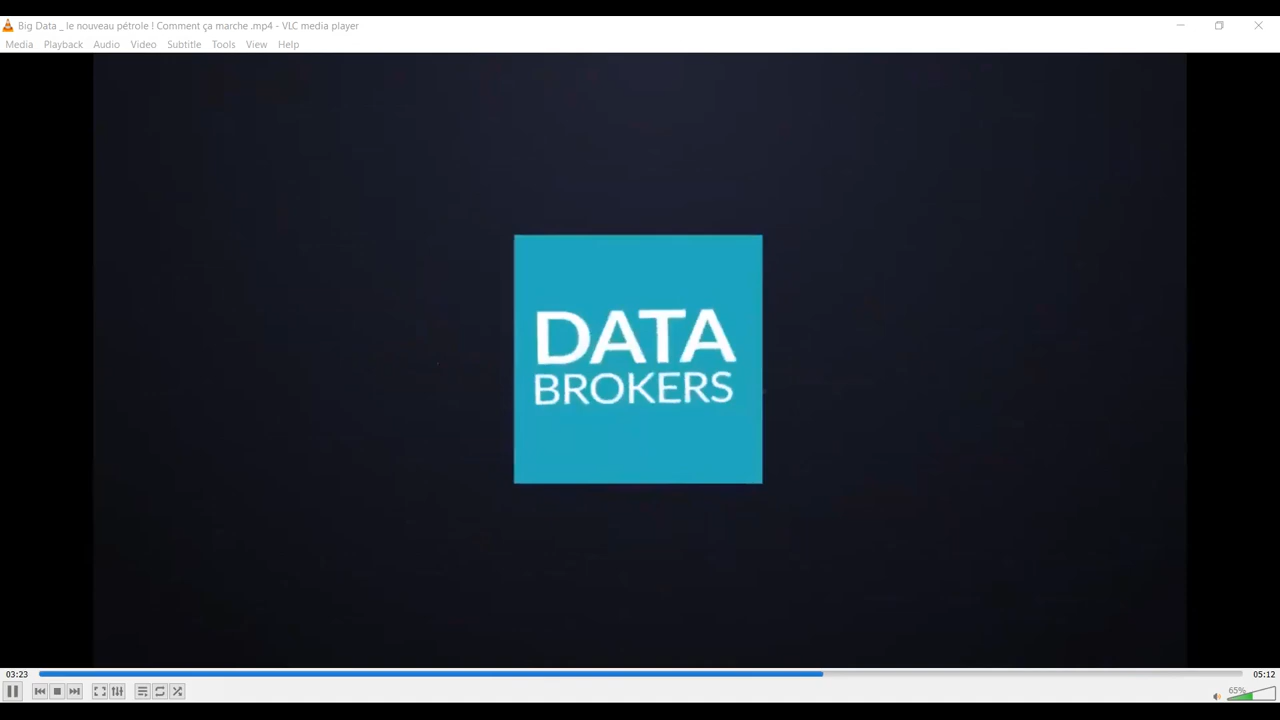 Big Data _ le nouveau pétrole ! Comment ça marche .mp4 - VLC media player
Media Playback Audio Video Subtitle Tools View Help
DATA
BROKERS
03:23
05:12
65%